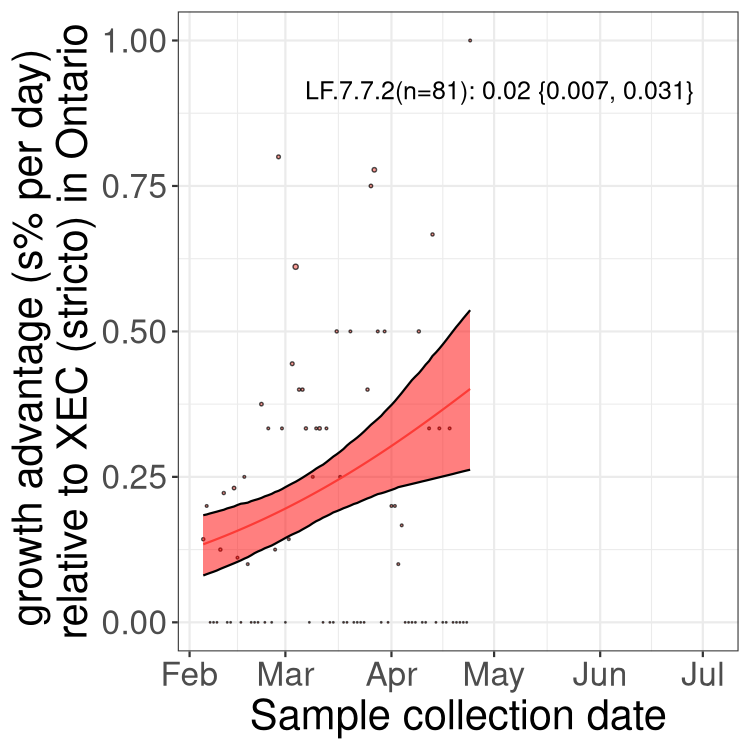 growth advantage (s% per day)
relative to XEC (stricto) in Ontario
1.00
0.75
0.50
0.25
0.00
LF.7.7.2(n=81): 0.02 {0.007, 0.031}
Feb Mar Apr May Jun Jul
Sample collection date